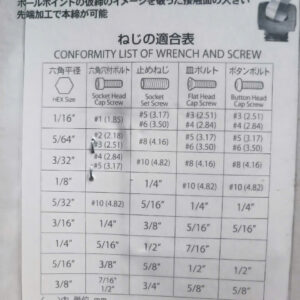 ボールポイントの仮締めのイメージを破った接触面の大きい
先端加工で本締が可能
ねじの適合表
CONFORMITY LIST OF WRENCH AND SCREW
六角平径 六角穴付ボルト 止めねじ 皿ボルト ボタンボルト
HEX Size Socket Head Cap Screw Socket Set Screw Flat Head Cap Screw Button Head Cap Screw
1/16" #1 (1.85) #5 (3.17) #6 (3.50) #3 (2.51) #4 (2.84) #3 (2.51) #4 (2.84)
5/64" #2 (2.18) #3 (2.51) #8 (4.16) #5 (3.17) #6 (3.50) #5 (3.17) #6 (3.50)
3/32" #4 (2.84) #5 (3.17) #10 (4.82) #8 (4.16) #8 (4.16)
1/8" 1/4" #10 (4.82) #10 (4.82)
5/32" #10 (4.82) 5/16" 1/4" 1/4"
3/16" 1/4" 3/8" 5/16" 5/16"
1/4" 5/16" 1/2" 7/16"
5/16" 3/8" 5/8" 1/2" 5/8"
3/8" 7/16" 1/2" 3/4" 5/8" 5/8"